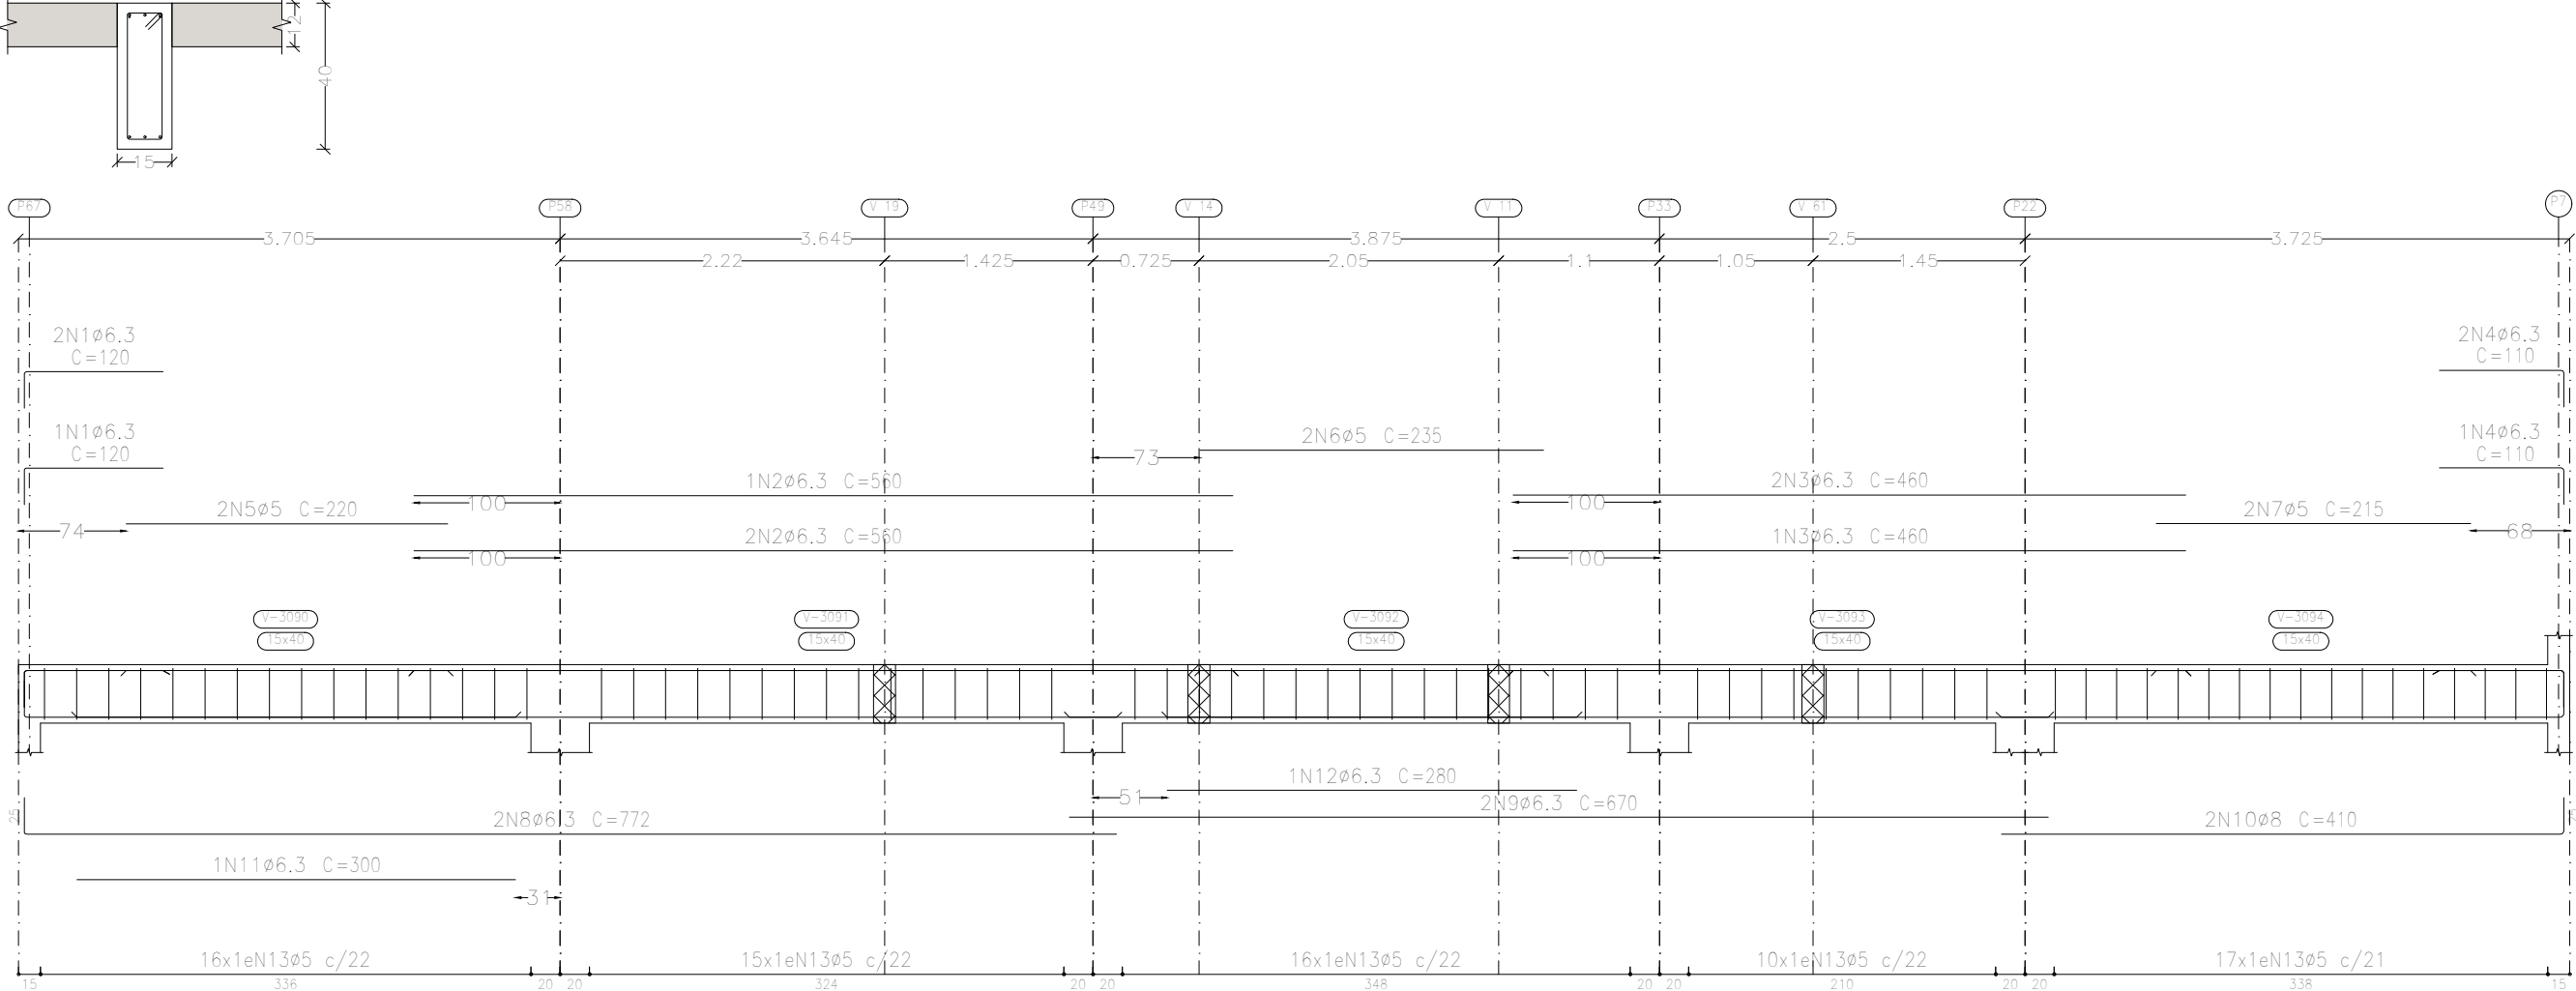 12
40
15
P67 P58 V 19 P49 V 14 V 11 P33 V 61 P22 P7
3.705 3.645 3.875 2.5 3.725
2.22 1.425 0.725 2.05 1.1 1.05 1.45
2N1ø6.3
C=120
2N4ø6.3
C=110
1N1ø6.3
C=120
2N6ø5 C=235
1N4ø6.3
C=110
73
1N2ø6.3 C=560
2N3ø6.3 C=460
100 100
2N5ø5 C=220
2N7ø5 C=215
74
2N2ø6.3 C=560
1N3ø6.3 C=460
68
100 100
V-3090 V-3091 V-3092 V-3093 V-3094
15x40 15x40 15x40 15x40 15x40
1N12ø6.3 C=280
51
2N9ø6.3 C=670
25
2N8ø6.3 C=772
2N10ø8 C=410
1N11ø6.3 C=300
31
16x1eN13ø5 c/22 15x1eN13ø5 c/22 16x1eN13ø5 c/22 10x1eN13ø5 c/22 17x1eN13ø5 c/21
15 336 20 20 324 20 20 348 20 20 210 20 20 338 15